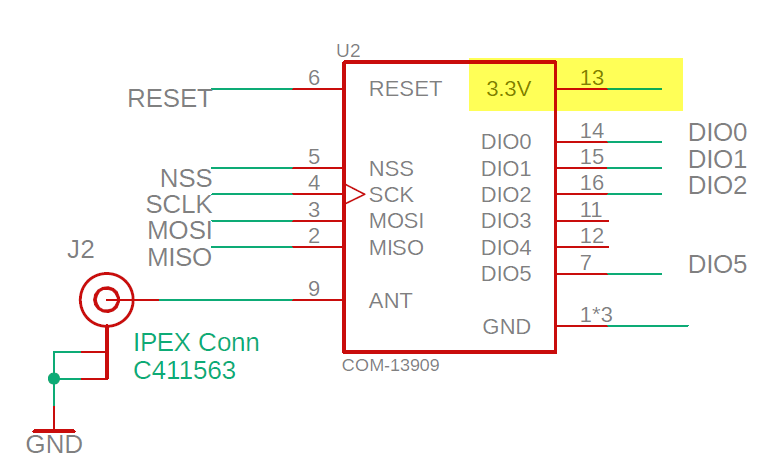 U2
RESET 6 RESET 3.3V 13
DIO0 14 DIO0
NSS 5 NSS DIO1 15 DIO1
SCLK 4 SCK DIO2 16 DIO2
MOSI 3 MOSI DIO3 11
MISO 2 MISO DIO4 12
DIO5 7 DIO5
J2
9 ANT
GND 1*3
IPEX Conn
C411563
COM-13909
GND